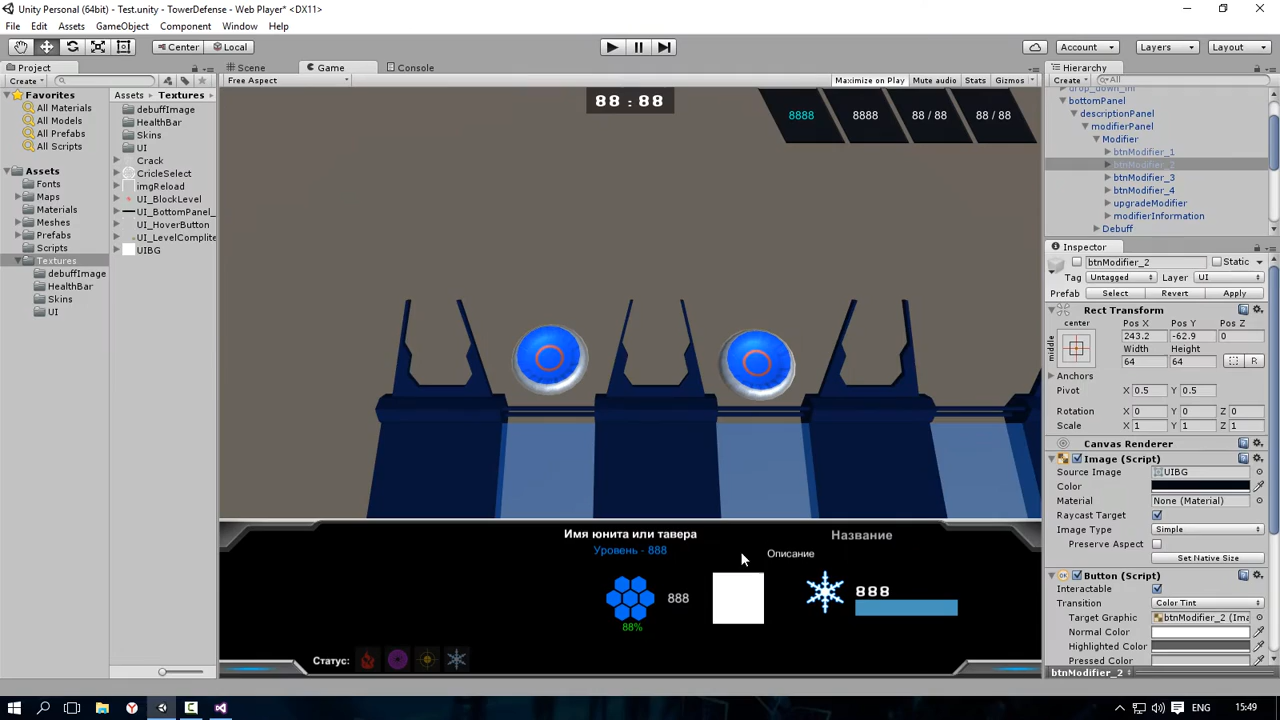 Unity Personal (64bit) - Test.unity - TowerDefense - Web Player* <DX11>
File Edit Assets GameObject Component Window Help
Center Local Account Layers Layout
Project Scene Game Console Hierarchy
Create Free Aspect Maximize on Play Mute audio Stats Gizmos Create All
Favorites
All Materials
All Models
All Prefabs
All Scripts
Assets
Fonts
Maps
Materials
Meshes
Prefabs
Scripts
Textures
debuffImage
HealthBar
Skins
UI
Assets Textures
debuffImage
HealthBar
Skins
UI
Crack
CricleSelect
imgReload
UI_BlockLevel
UI_BottomPanel_
UI_HoverButton
UI_LevelComplite
UIBG
88 : 88
8888 8888 88 / 88 88 / 88
Имя юнита или тавера
Уровень - 888
Название
Описание
888
88%
888
Статус:
drop_down_ini
bottomPanel
descriptionPanel
modifierPanel
Modifier
btnModifier_1
btnModifier_2
btnModifier_3
btnModifier_4
upgradeModifier
modifierInformation
Debuff
Inspector
btnModifier_2 Static
Tag Untagged Layer UI
Prefab Select Revert Apply
Rect Transform
center Pos X Pos Y Pos Z
middle 243.2 -62.9 0
Width Height
64 64 R
Anchors
Pivot X 0.5 Y 0.5
Rotation X 0 Y 0 Z 0
Scale X 1 Y 1 Z 1
Canvas Renderer
Image (Script)
Source Image UIBG
Color
Material None (Material)
Raycast Target
Image Type Simple
Preserve Aspect
Set Native Size
Button (Script)
Interactable
Transition Color Tint
Target Graphic btnModifier_2 (Ima
Normal Color
Highlighted Color
Pressed Color
btnModifier_2
ENG 15:49